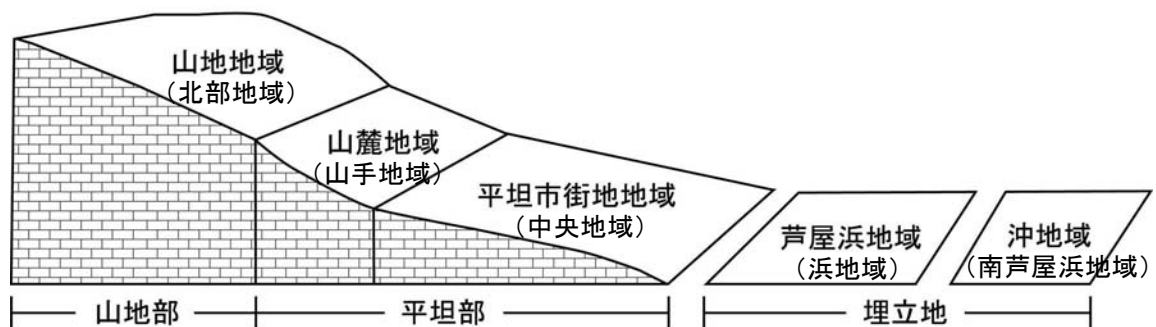 山地地域
（北部地域）
山麓地域
（山手地域）
平坦市街地地域
（中央地域）
芦屋浜地域
（浜地域）
沖地域
（南芦屋浜地域）
山地部
平坦部
埋立地